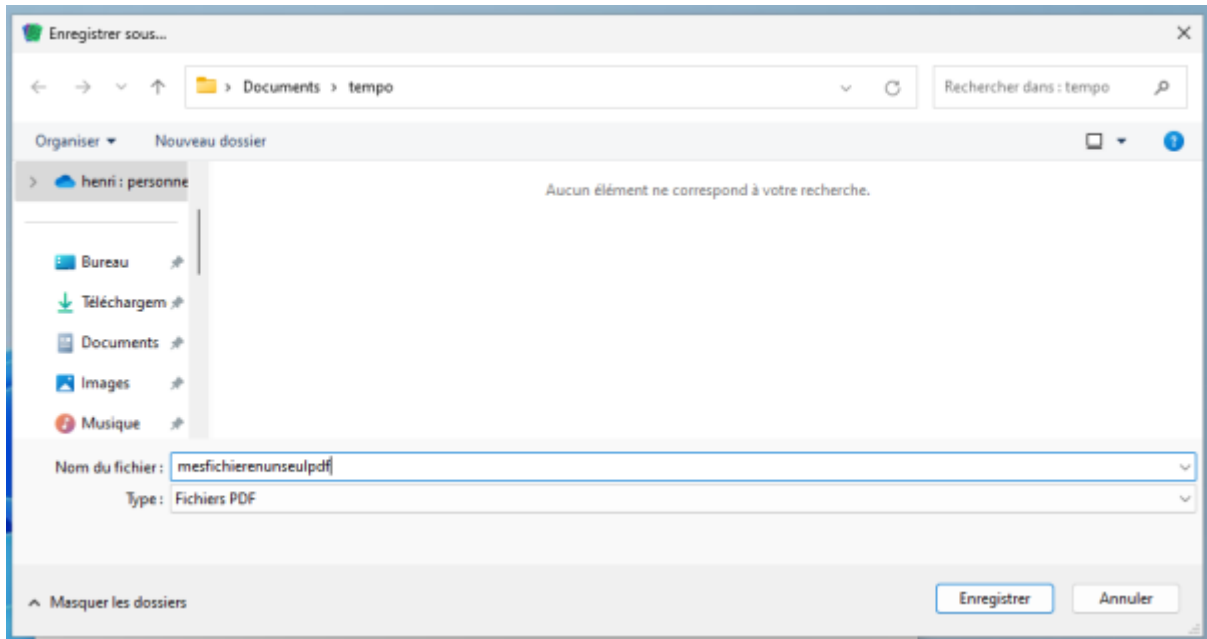 Enregistrer sous...
Documents > tempo
Rechercher dans : tempo
Organiser
Nouveau dossier
henri : personne
Aucun élément ne correspond à votre recherche.
Bureau
Téléchargem
Documents
Images
Musique
Nom du fichier : mesfichierenunseulpdf
Type : Fichiers PDF
Masquer les dossiers
Enregistrer
Annuler